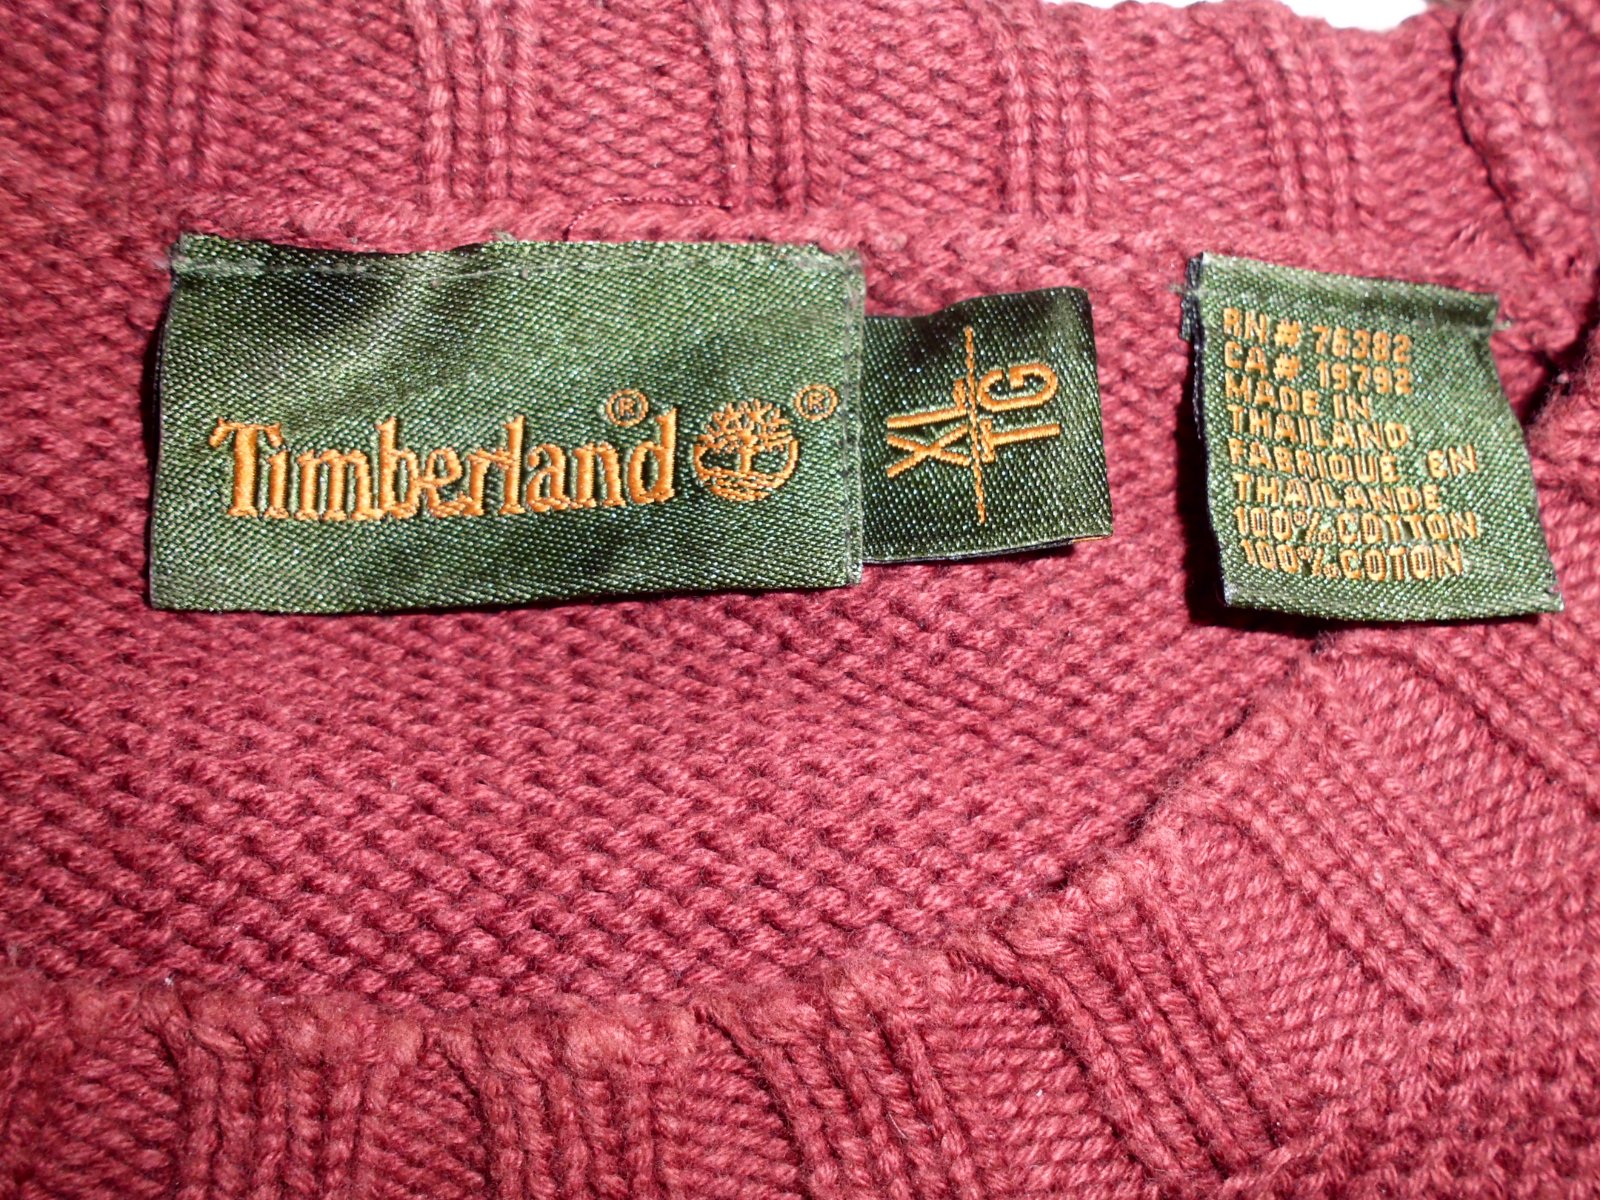 Timberland® ®
XL
TG
RN # 76382
CA# 19792
MADE IN
THAILAND
FABRIQUE EN
THAILANDE
100% COTTON
100% COTON